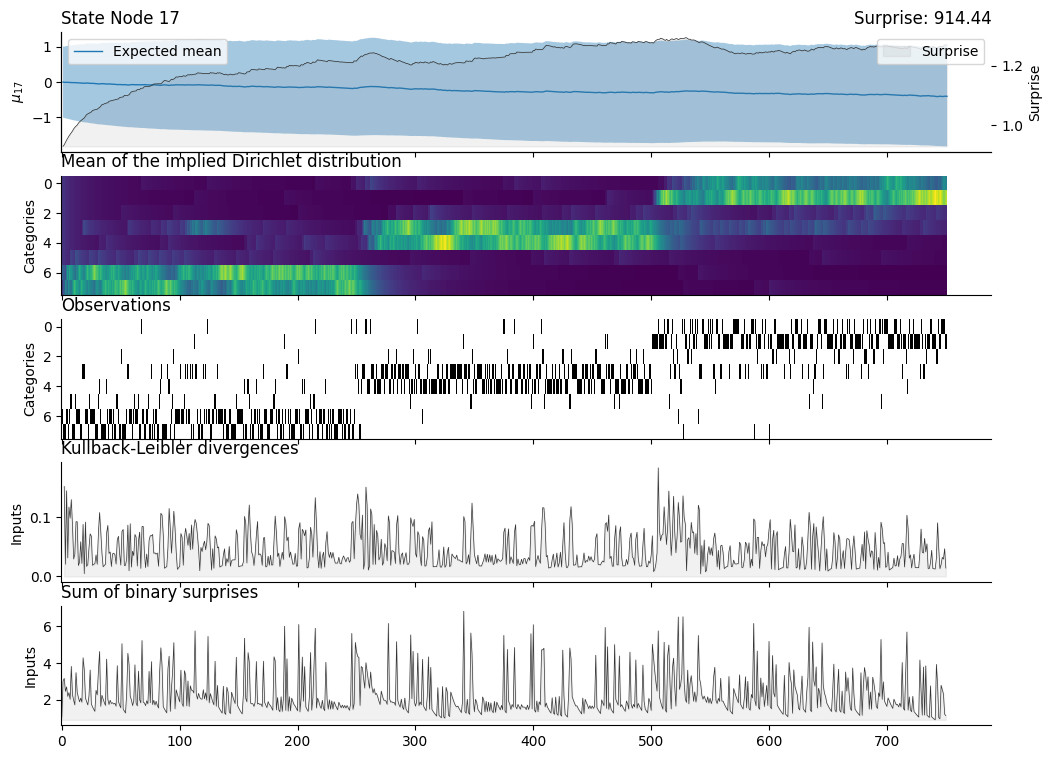 State Node 17 Surprise: 914.44
1 Expected mean Surprise
0 1.2
−1 1.0
μ17 Surprise
Mean of the implied Dirichlet distribution
0
2
4
6
Categories
Observations
0
2
4
6
Categories
Kullback-Leibler divergences
0.1
0.0
Inputs
Sum of binary surprises
6
4
2
Inputs
0 100 200 300 400 500 600 700